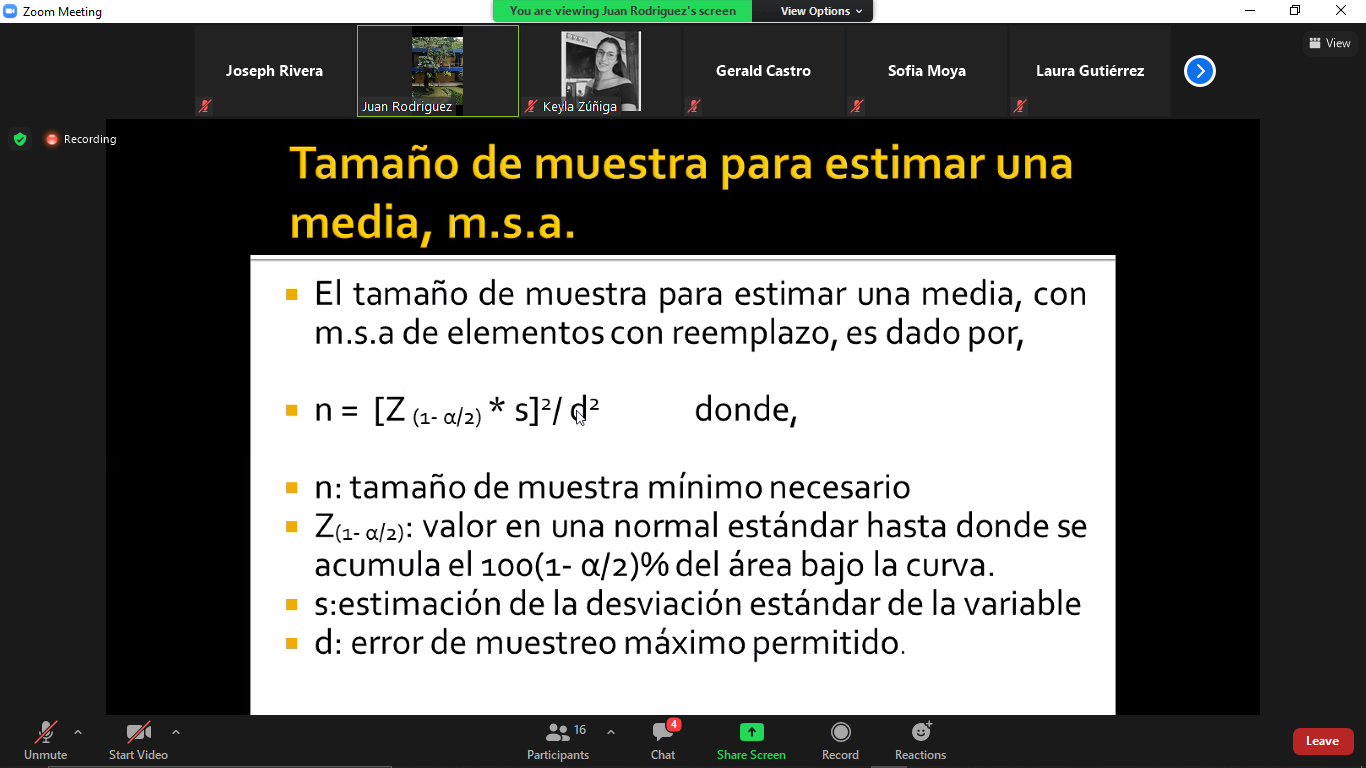 Zoom Meeting
You are viewing Juan Rodriguez's screen
View Options
Joseph Rivera
Juan Rodriguez
Keyla Zúñiga
Gerald Castro
Sofia Moya
Laura Gutiérrez
View
Recording
Tamaño de muestra para estimar una
media, m.s.a.
El tamaño de muestra para estimar una media, con
m.s.a de elementos con reemplazo, es dado por,
n = [Z (1- α/2) * s]²/ d² donde,
n: tamaño de muestra mínimo necesario
Z(1- α/2): valor en una normal estándar hasta donde se
acumula el 100(1- α/2)% del área bajo la curva.
s:estimación de la desviación estándar de la variable
d: error de muestreo máximo permitido.
Unmute
Start Video
16
Participants
4
Chat
Share Screen
Record
Reactions
Leave